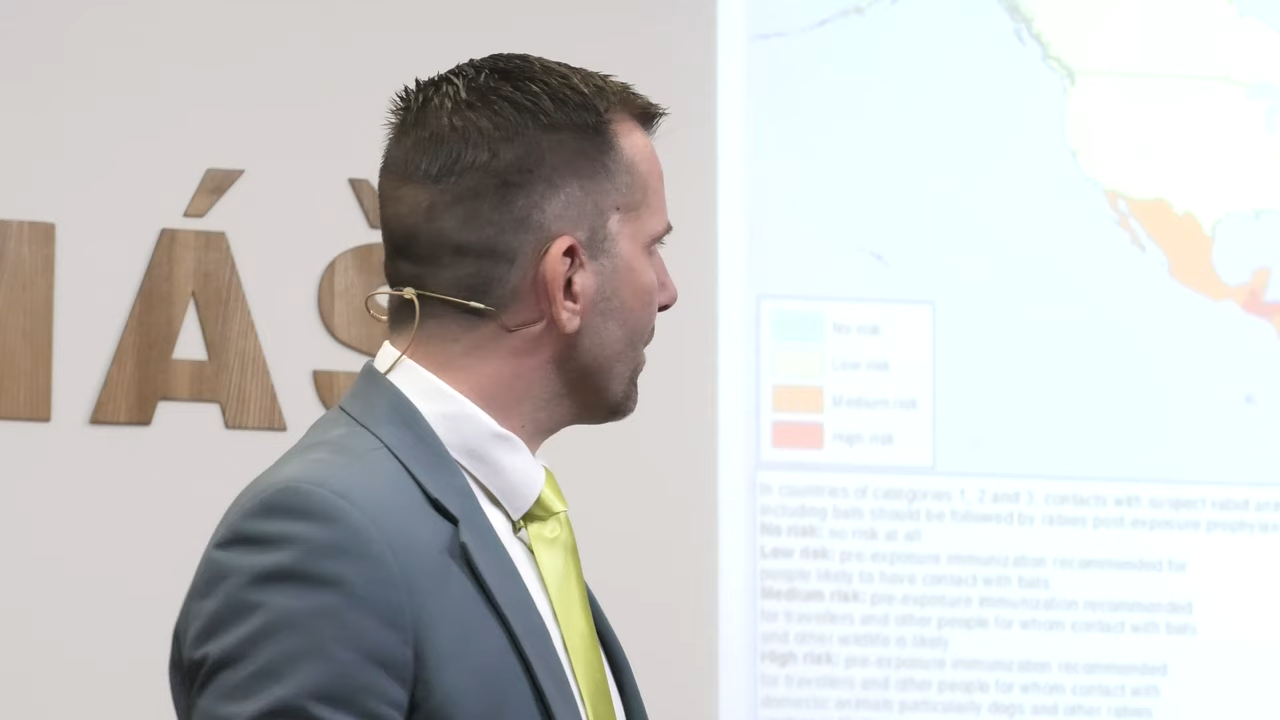 IÁŠ
No risk
Low risk
Medium risk
High risk
In countries of categories 1, 2 and 3, contacts with suspect rabid
including bats should be followed by rabies post-exposure
No risk: no risk at all.
Low risk: pre-exposure immunization recommended for
people likely to have contact with bats.
Medium risk: pre-exposure immunization recommended
for travellers and other people for whom contact with bats
and other wildlife is likely.
High risk: pre-exposure immunization recommended
for travellers and other people for whom contact with
domestic animals particularly dogs and other rabies